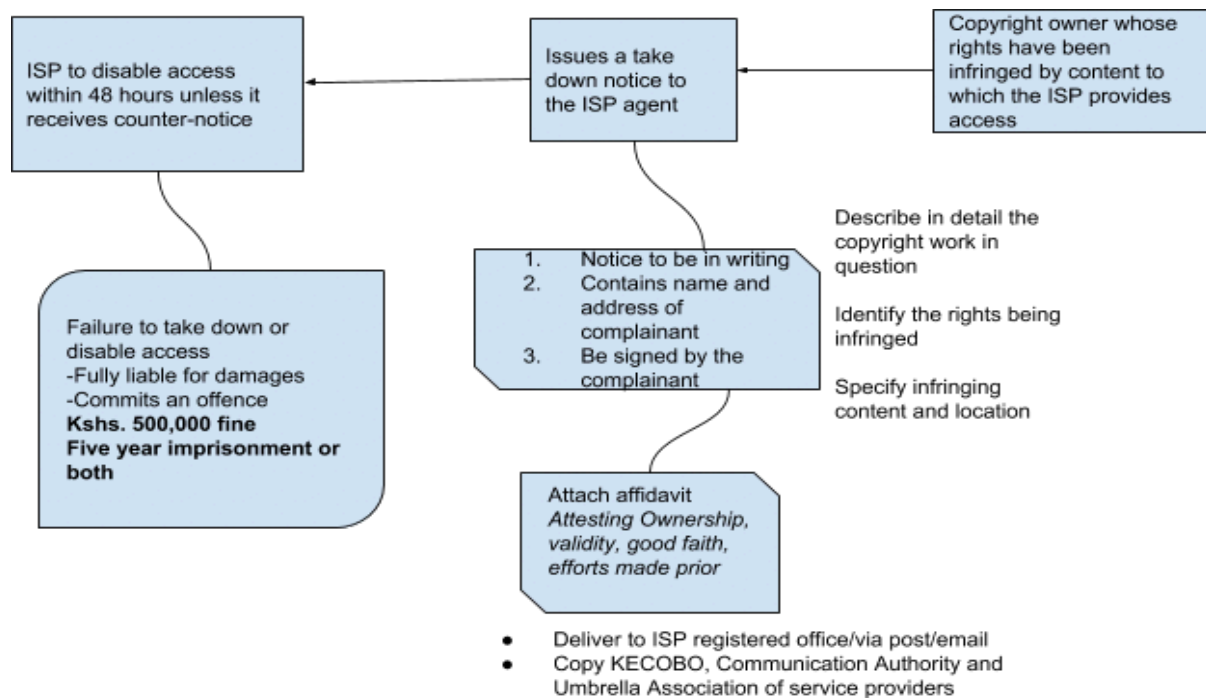 ISP to disable access
within 48 hours unless it
receives counter-notice
Issues a take
down notice to
the ISP agent
Copyright owner whose
rights have been
infringed by content to
which the ISP provides
access
Failure to take down or
disable access
-Fully liable for damages
-Commits an offence
Kshs. 500,000 fine
Five year imprisonment or
both
1. Notice to be in writing
2. Contains name and
address of
complainant
3. Be signed by the
complainant
Describe in detail the
copyright work in
question
Identify the rights being
infringed
Specify infringing
content and location
Attach affidavit
Attesting Ownership,
validity, good faith,
efforts made prior
● Deliver to ISP registered office/via post/email
● Copy KECOBO, Communication Authority and
Umbrella Association of service providers